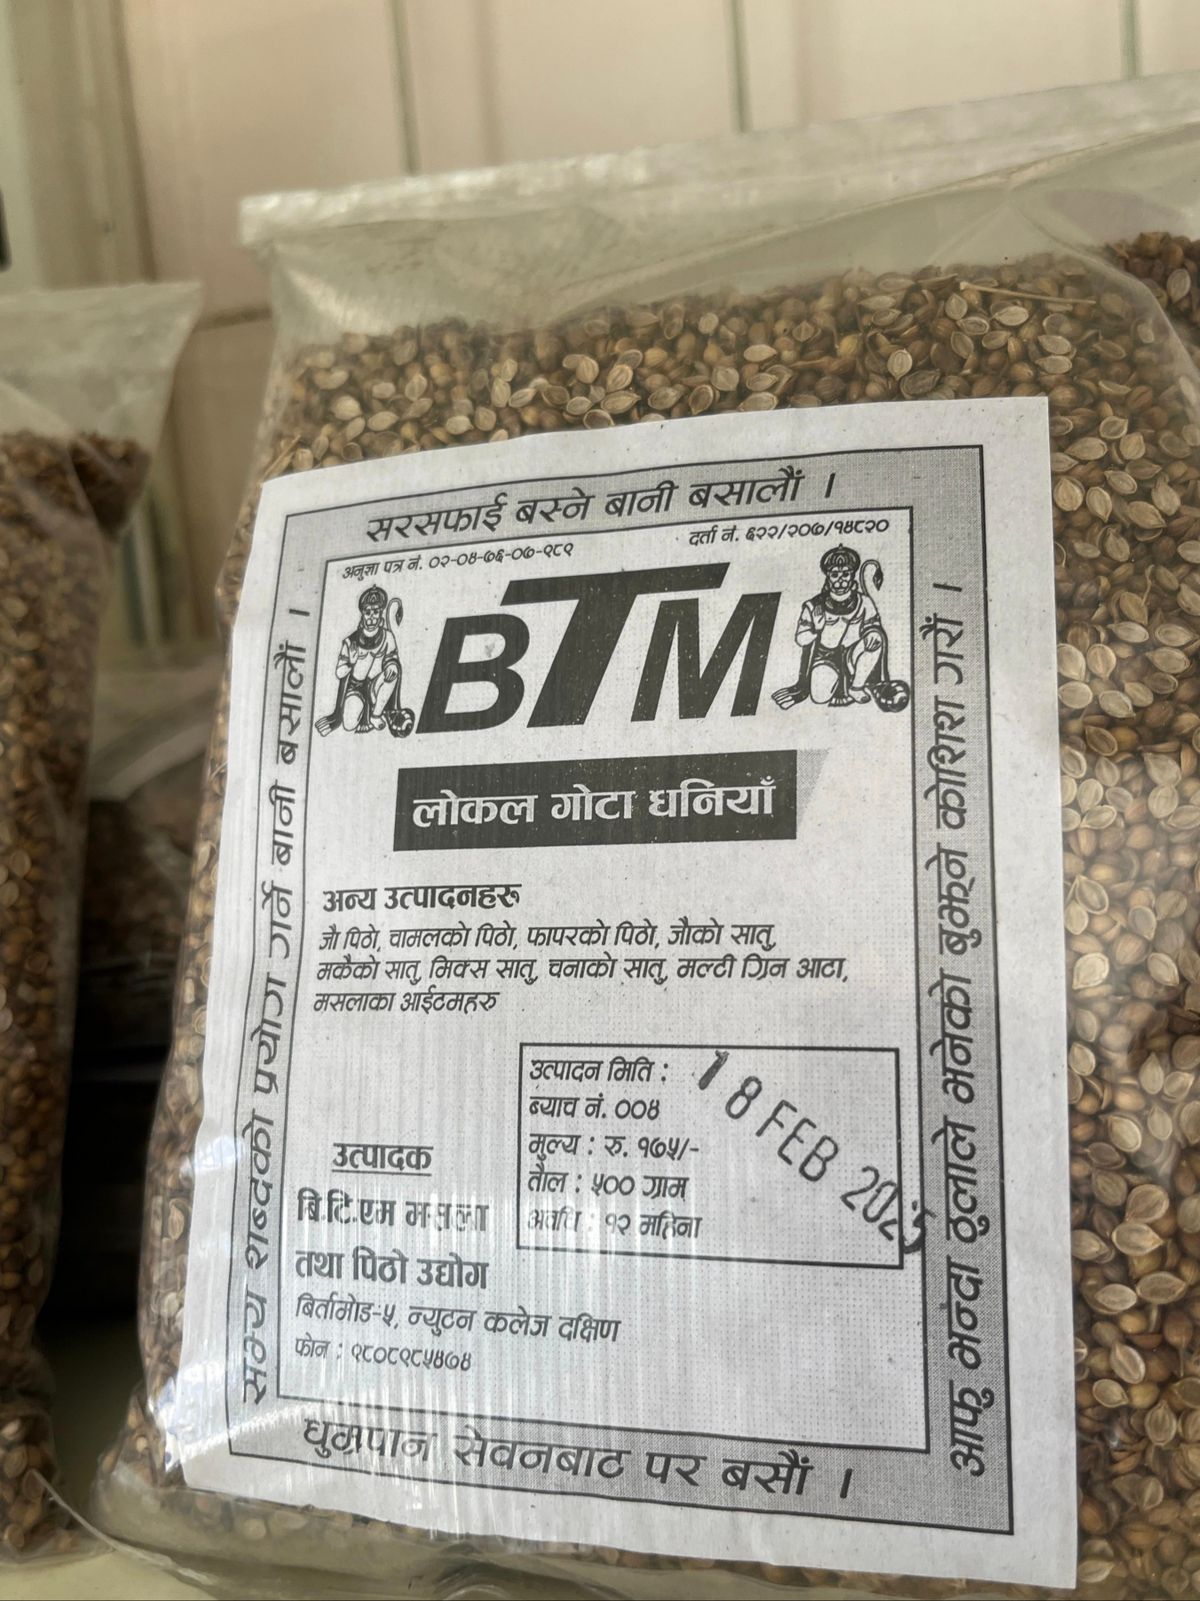 सरसफाई बस्ने बानी बसालौं ।
अनुज्ञा पत्र नं. ०२-०४-७६-०७-१८९
दर्ता नं. ६२२/२०७/१४८२०
BTM
लोकल गोटा धनियाँ
अन्य उत्पादनहरू
जौ पिठो, चामलको पिठो, फापरको पिठो, जौको सातु,
मकैको सातु, मिक्स सातु, चनाको सातु, मल्टी ग्रिन आटा,
मसलाका आईटमहरु
उत्पादन मिति :
18 FEB
ब्याच नं. ००४
मुल्य : रु. १७५/-
तौल : ५०० ग्राम
अवधि : १२ महिना
उत्पादक
बि.टि.एम मसला
तथा पिठो उद्योग
बिर्तामोड-५, न्युटन कलेज दक्षिण
फोन : ९८०८९८५४७४
सभ्य शब्दको प्रयोग गर्ने बानी बसालौं ।
आफु भन्दा ठुलाले भनेको बुझ्ने कोशिश गरौं ।
धुम्रपान सेवनबाट पर बसौं ।